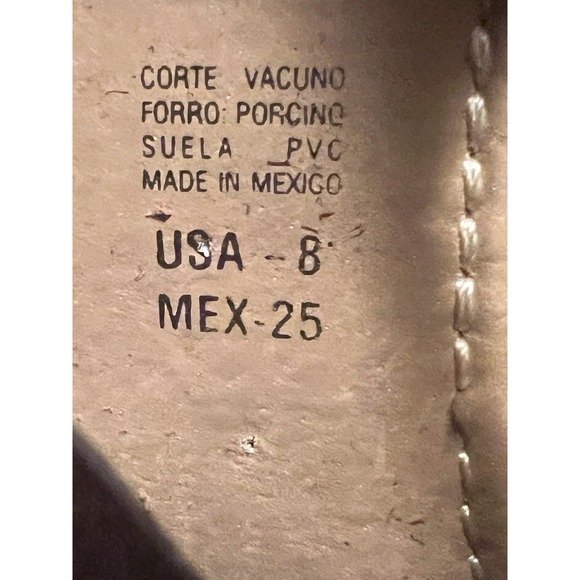 CORTE VACUNO
FORRO: PORCINO
SUELA PVC
MADE IN MEXICO
USA - 8
MEX-25